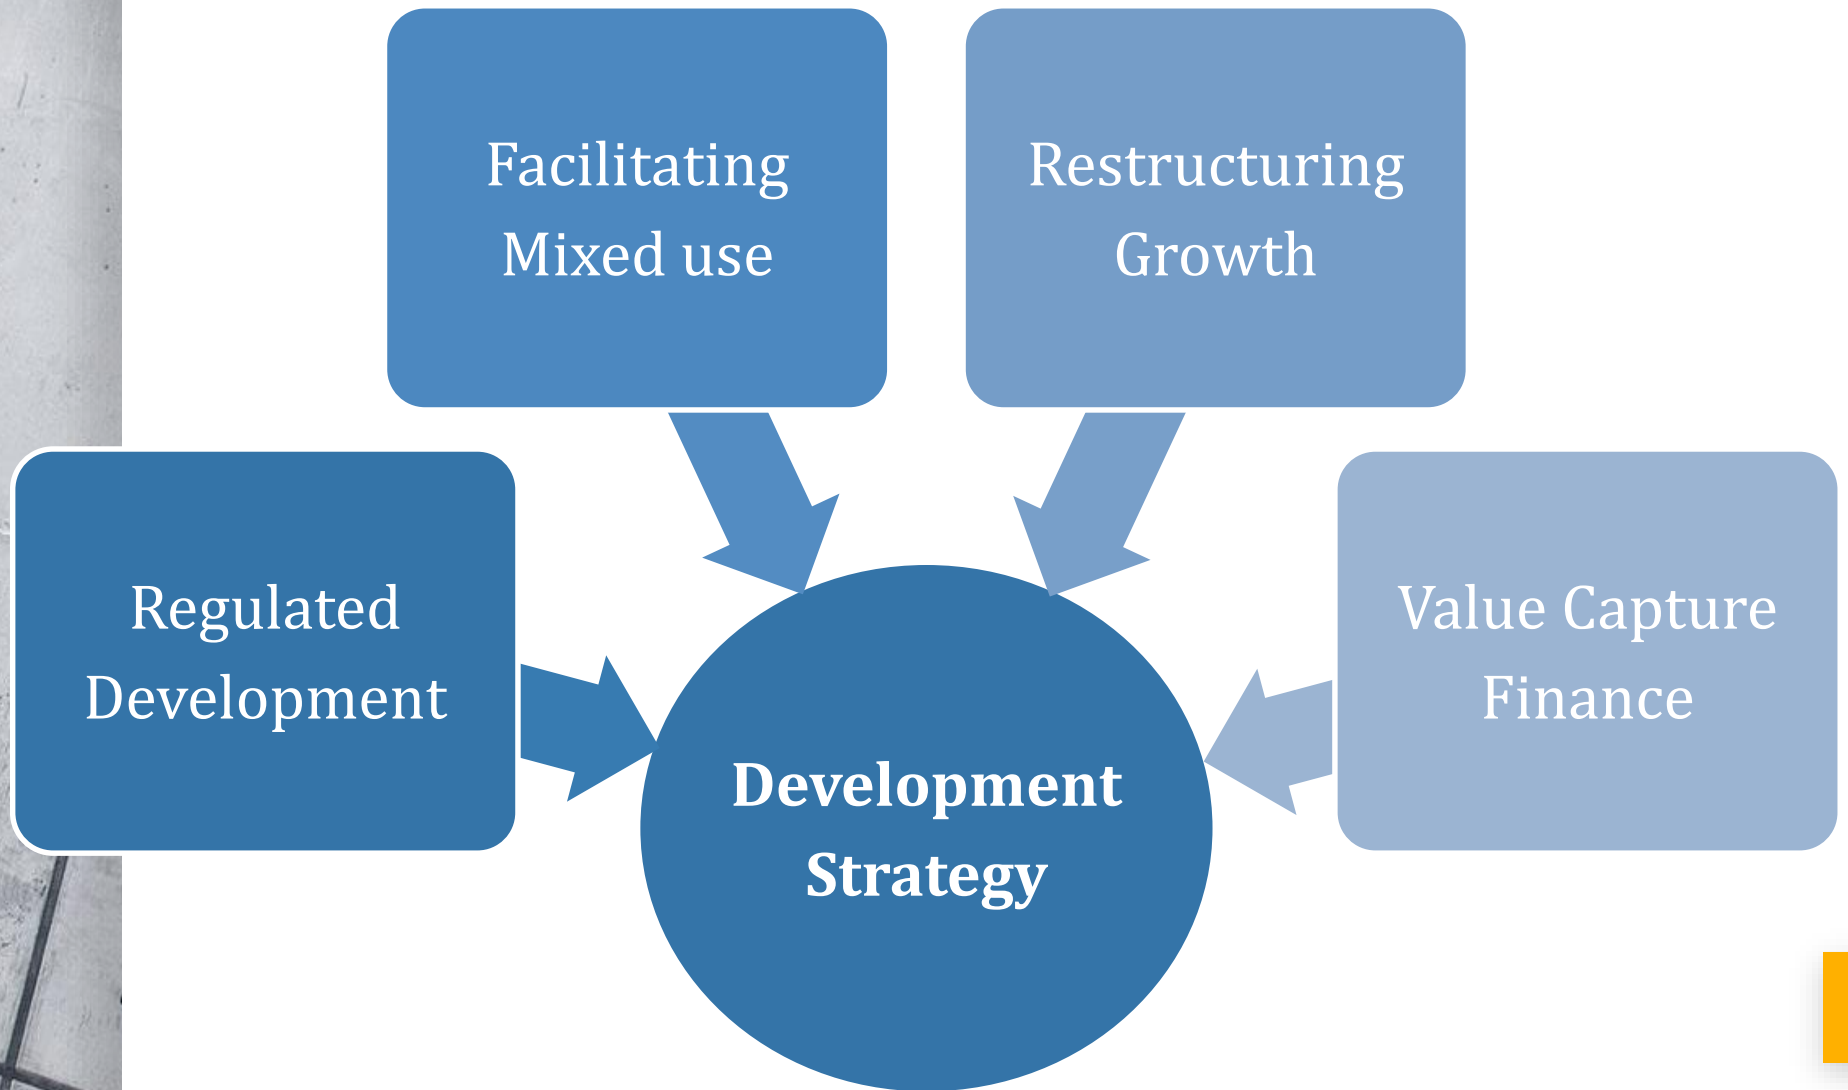 Facilitating
Mixed use
Restructuring
Growth
Regulated
Development
Value Capture
Finance
Development
Strategy